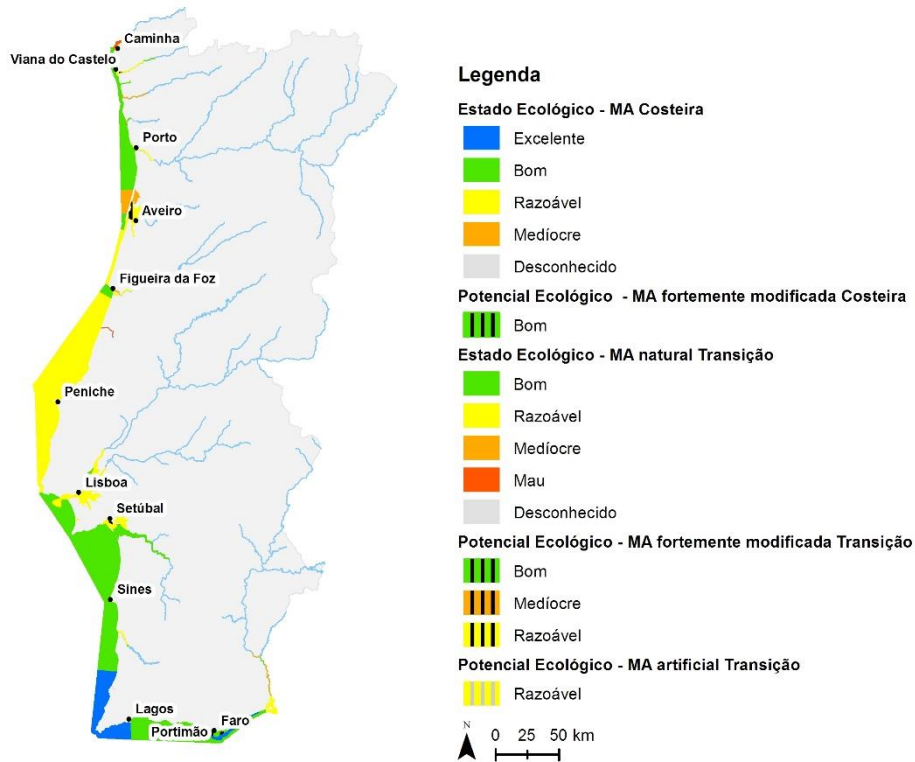 Caminha
Viana do Castelo
Porto
Aveiro
Figueira da Foz
Peniche
Lisboa
Setúbal
Sines
Lagos
Faro
Portimão
Legenda
Estado Ecológico - MA Costeira
Excelente
Bom
Razoável
Medíocre
Desconhecido
Potencial Ecológico - MA fortemente modificada Costeira
Bom
Estado Ecológico - MA natural Transição
Bom
Razoável
Medíocre
Mau
Desconhecido
Potencial Ecológico - MA fortemente modificada Transição
Bom
Medíocre
Razoável
Potencial Ecológico - MA artificial Transição
Razoável
N
0 25 50 km